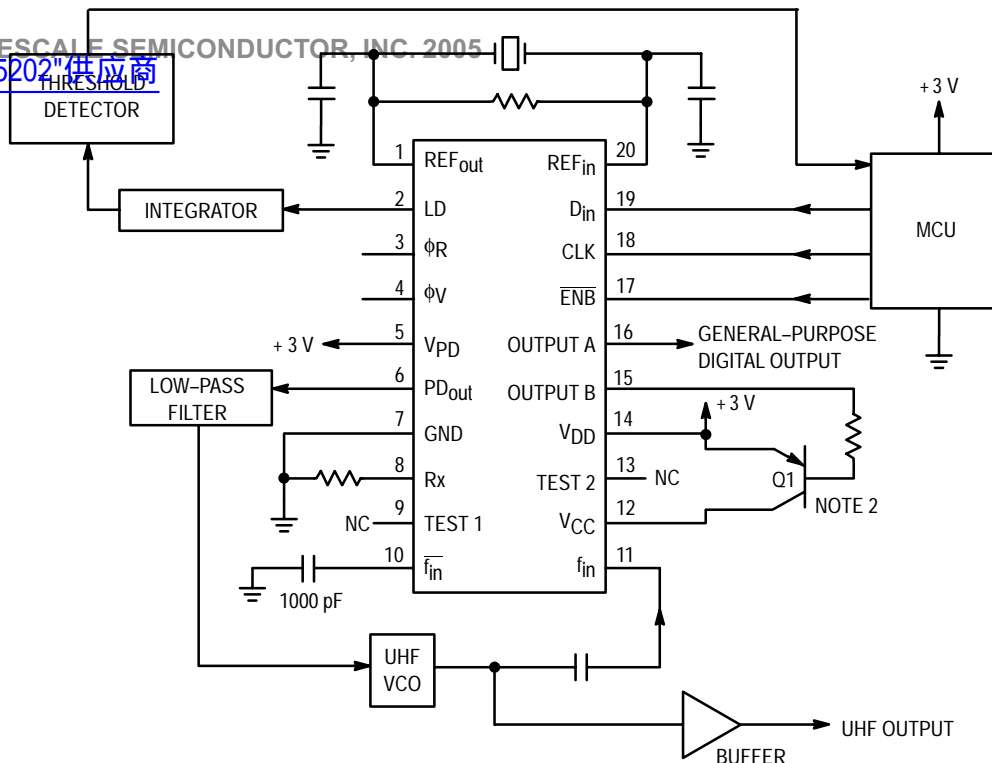 ESCALE SEMICONDUCTOR, INC. 2005
5202"供应商
THRESHOLD
DETECTOR
+ 3 V
1
REFout
REFin
20
INTEGRATOR
2
LD
Din
19
MCU
3
ϕR
CLK
18
4
ϕV
ENB
17
+ 3 V
5
VPD
OUTPUT A
16
GENERAL–PURPOSE
DIGITAL OUTPUT
LOW–PASS
FILTER
6
PDout
OUTPUT B
15
+ 3 V
7
GND
VDD
14
8
Rx
TEST 2
13
NC
Q1
NOTE 2
NC
9
TEST 1
VCC
12
10
fin
fin
11
1000 pF
UHF
VCO
UHF OUTPUT
BUFFER